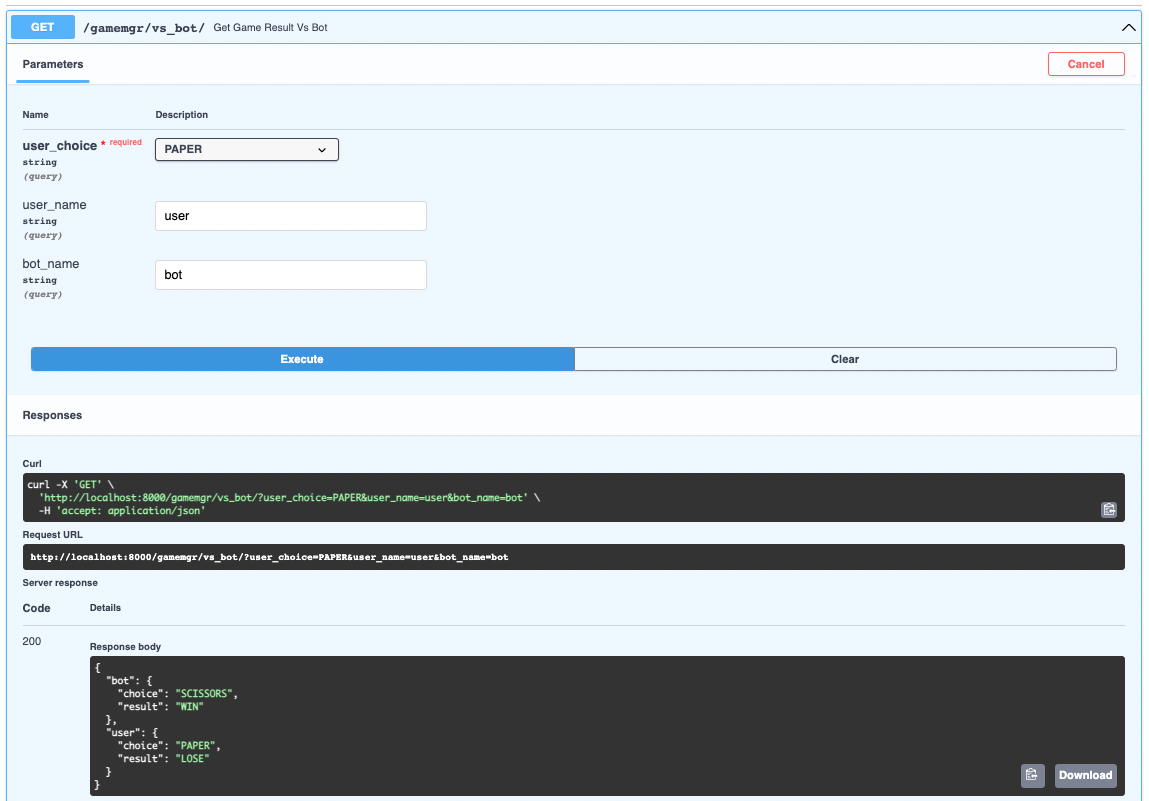 GET /gamemgr/vs_bot/ Get Game Result Vs Bot
Parameters
Cancel
Name Description
user_choice * required
string
(query)
PAPER
user_name
string
(query)
user
bot_name
string
(query)
bot
Execute Clear
Responses
Curl
curl -X 'GET' \
  'http://localhost:8000/gamemgr/vs_bot/?user_choice=PAPER&user_name=user&bot_name=bot' \
  -H 'accept: application/json'
Request URL
http://localhost:8000/gamemgr/vs_bot/?user_choice=PAPER&user_name=user&bot_name=bot
Server response
Code Details
200
Response body
{
  "bot": {
    "choice": "SCISSORS",
    "result": "WIN"
  },
  "user": {
    "choice": "PAPER",
    "result": "LOSE"
  }
}
Download